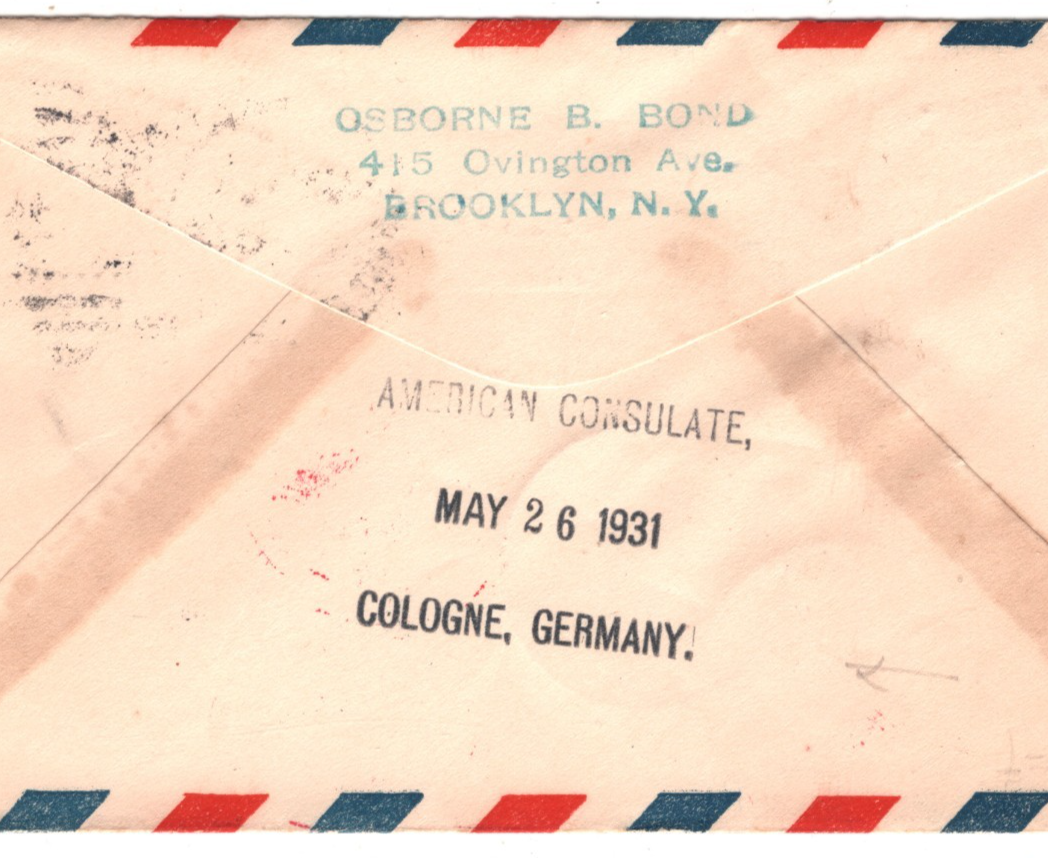 OSBORNE B. BOND
415 Ovington Ave.
BROOKLYN, N. Y.
AMERICAN CONSULATE,
MAY 26 1931
COLOGNE, GERMANY.